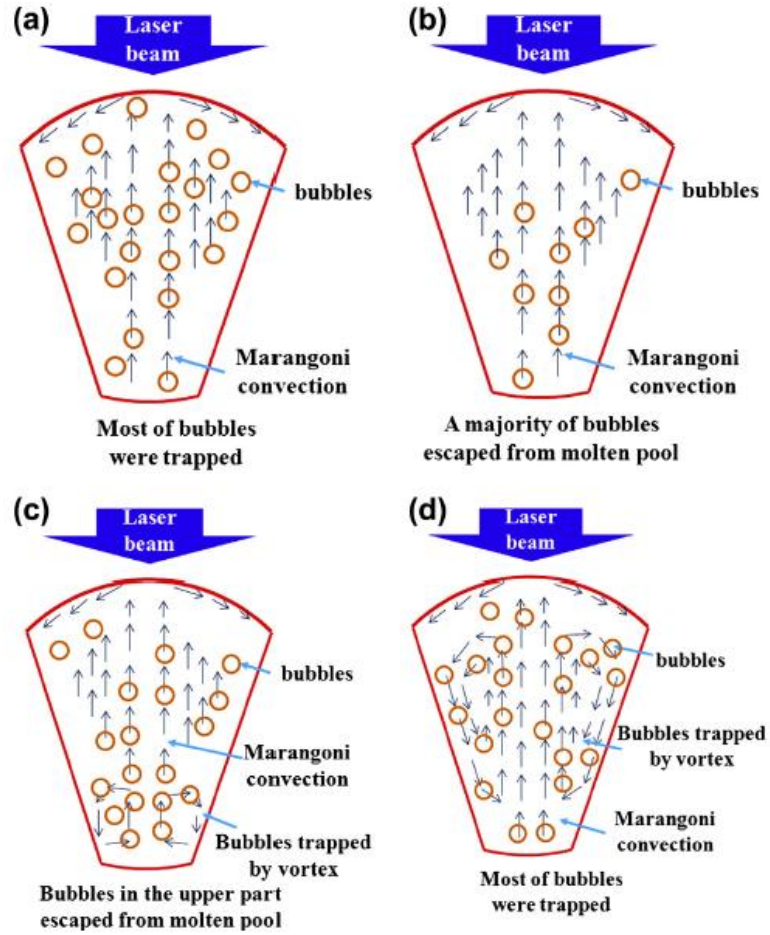 (a)
Laser
beam
bubbles
Marangoni
convection
Most of bubbles
were trapped
(b)
Laser
beam
bubbles
Marangoni
convection
A majority of bubbles
escaped from molten pool
(c)
Laser
beam
bubbles
Marangoni
convection
Bubbles trapped
by vortex
Bubbles in the upper part
escaped from molten pool
(d)
Laser
beam
bubbles
Bubbles trapped
by vortex
Marangoni
convection
Most of bubbles
were trapped